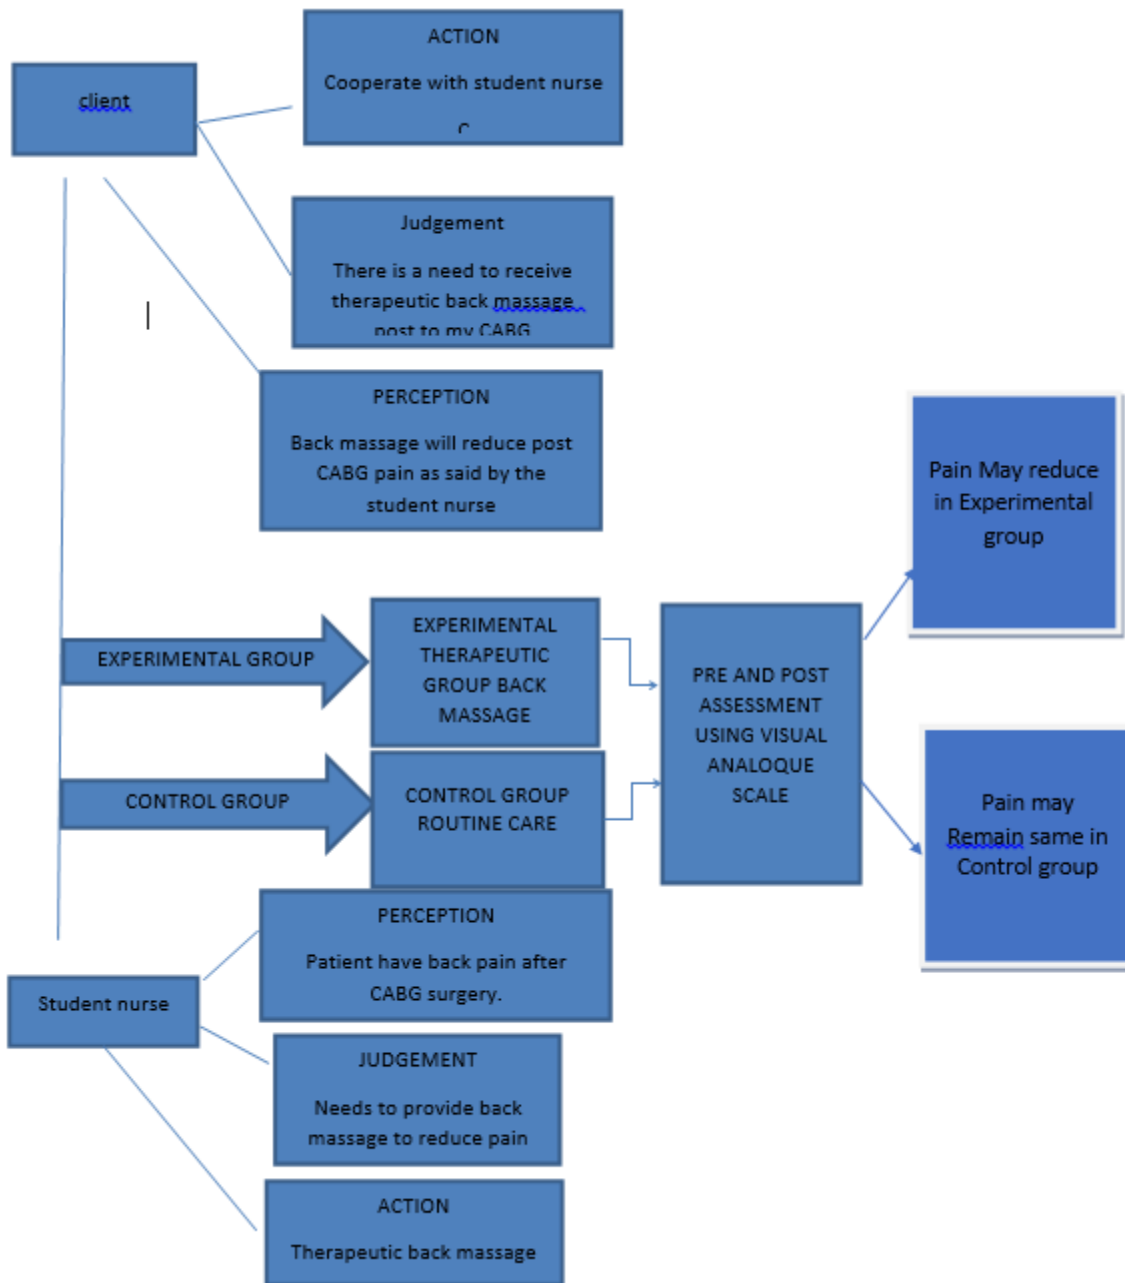 ACTION
Cooperate with student nurse
client
Judgement
There is a need to receive
therapeutic back massage
post to my CABG
PERCEPTION
Back massage will reduce post
CABG pain as said by the
student nurse
Pain May reduce
in Experimental
group
EXPERIMENTAL GROUP
EXPERIMENTAL
THERAPEUTIC
GROUP BACK
MASSAGE
PRE AND POST
ASSESSMENT
USING VISUAL
ANALOQUE
SCALE
CONTROL GROUP
CONTROL GROUP
ROUTINE CARE
Pain may
Remain same in
Control group
PERCEPTION
Patient have back pain after
CABG surgery.
Student nurse
JUDGEMENT
Needs to provide back
massage to reduce pain
ACTION
Therapeutic back massage